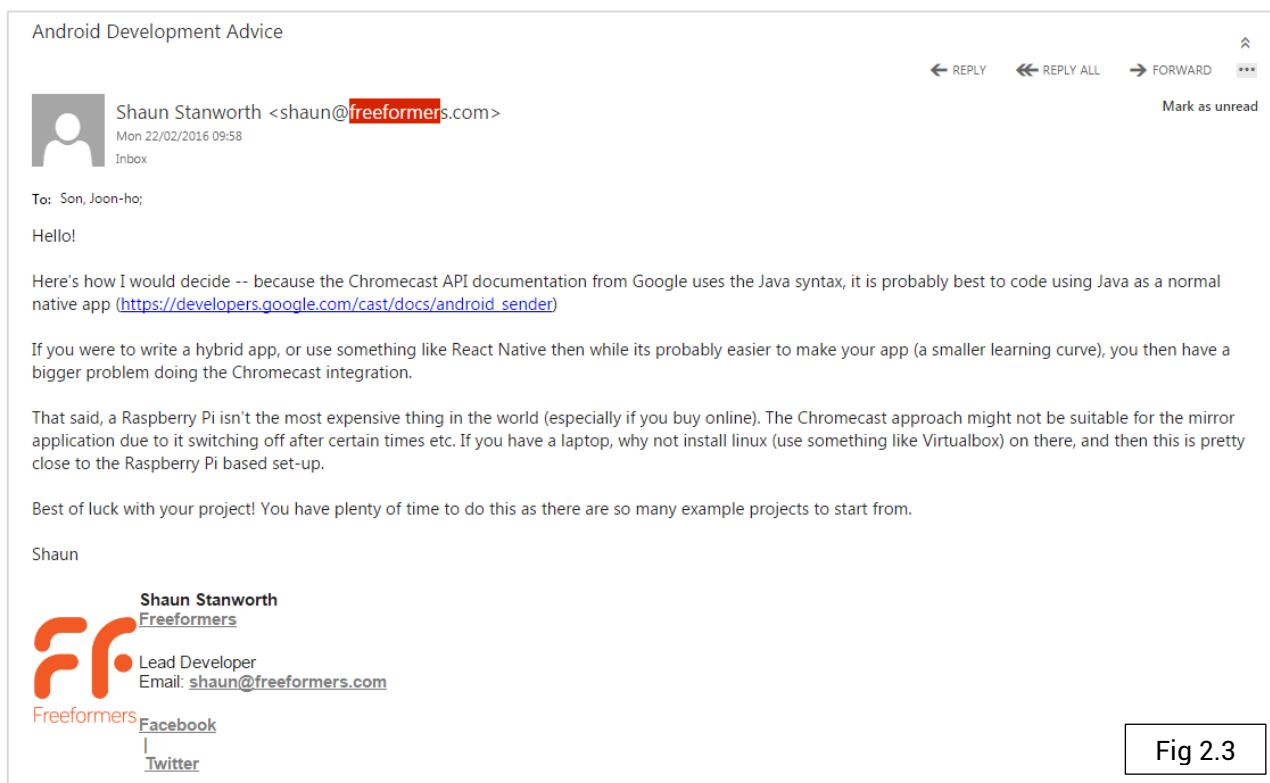 Android Development Advice
REPLY REPLY ALL FORWARD
Shaun Stanworth <shaun@freeformers.com>
Mark as unread
Mon 22/02/2016 09:58
Inbox
To: Son, Joon-ho;
Hello!
Here's how I would decide -- because the Chromecast API documentation from Google uses the Java syntax, it is probably best to code using Java as a normal
native app (https://developers.google.com/cast/docs/android_sender)
If you were to write a hybrid app, or use something like React Native then while its probably easier to make your app (a smaller learning curve), you then have a
bigger problem doing the Chromecast integration.
That said, a Raspberry Pi isn't the most expensive thing in the world (especially if you buy online). The Chromecast approach might not be suitable for the mirror
application due to it switching off after certain times etc. If you have a laptop, why not install linux (use something like Virtualbox) on there, and then this is pretty
close to the Raspberry Pi based set-up.
Best of luck with your project! You have plenty of time to do this as there are so many example projects to start from.
Shaun
Shaun Stanworth
Freeformers
Lead Developer
Email: shaun@freeformers.com
Freeformers
Facebook
|
Twitter
Fig 2.3